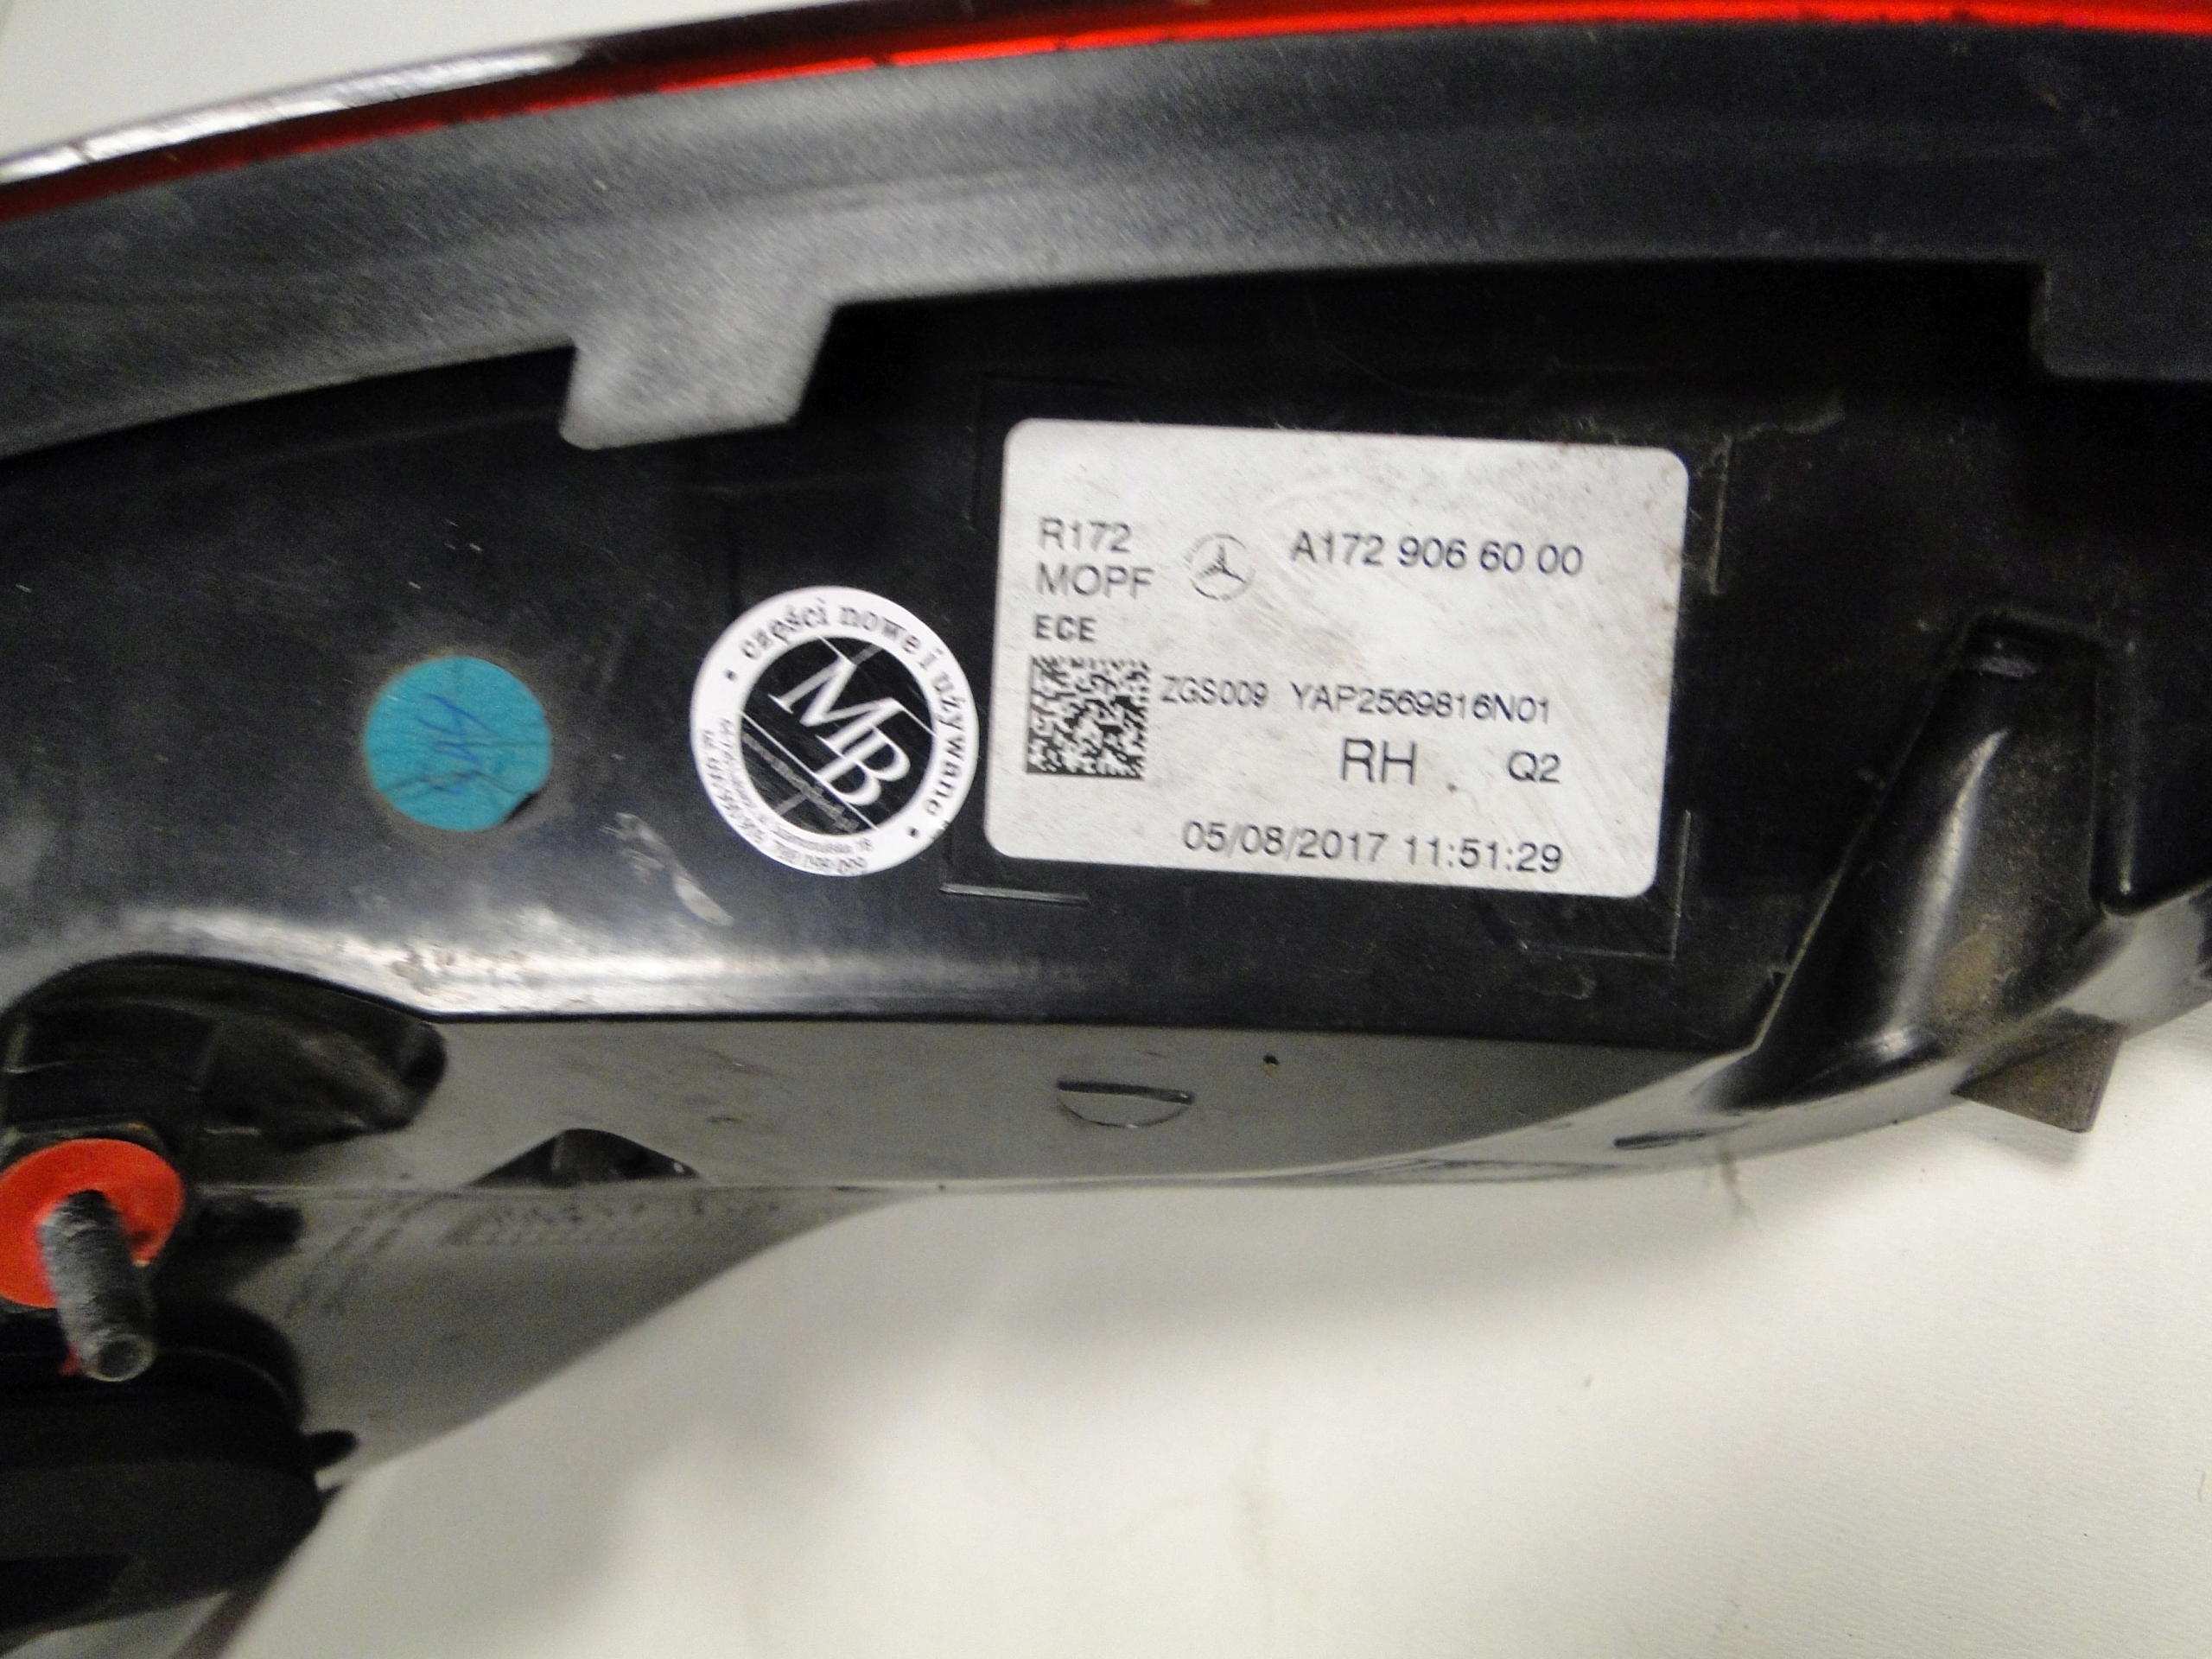 R172
MOPF
A172 906 60 00
ECE
ZGS009 YAP2569816N01
RH Q2
05/08/2017 11:51:29
• części nowe i używane •
MB